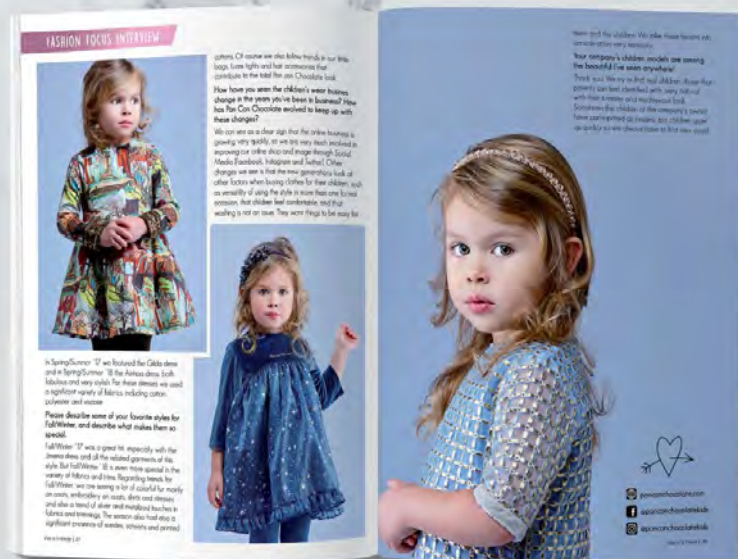 FASHION FOCUS INTERVIEW
In Spring/Summer '17 we featured the Gilda dress
and in Spring/Summer '18 the Airhoss dress both
fabulous and very stylish. For these dresses we used
a significant variety of fabrics including cotton
polyester and viscose
Please describe some of your favorite styles for
Fall/Winter, and describe what makes them so
special.
Fall/Winter '17 was a great hit, especially with the
Jimena dress and all the related garments of this
style. But Fall/Winter '18 is even more special in the
variety of fabrics and trims. Regarding trends for
Fall/Winter, we are seeing a lot of colorful fur mostly
on coats, embroidery on coats, shirts and dresses
and also a trend of silver and metalized touches in
fabrics and trimmings. The season also had also a
significant presence of suedes, velvets and printed
cottons. Of course we also follow trends in our little
bags. Luxe tights and hair accessories that
contribute to the total Pan con Chocolate look.
How have you seen the children's wear busines
change in the years you've been in business? How
has Pan Con Chocolate evolved to keep up with
these changes?
We can see as a clear sign that the online business is
growing very quickly, so we are very much involved in
improving our online shop and image through Social
Media (Facebook, Instagram and Twitter). Other
changes we see is that the new generations look at
other factors when buying clothes for their children, such
as versatility of using the style in more than one formal
occasion, that children feel comfortable, and that
washing is not an issue. They want things to be easy for
them and the children. We take these factors into
consideration very seriously.
Your company's children models are among
the beautiful I've seen anywhere!
Thank you. We try to find real children, those that
parents can feel identified with, very natural
with their sweeter and mischievous look.
Sometimes the children of the company's owner
have participated as models, but children grow
up quickly so we always have to find new ones!
panconchocolate.com
@panconchocolatekids
@panconchocolatekids